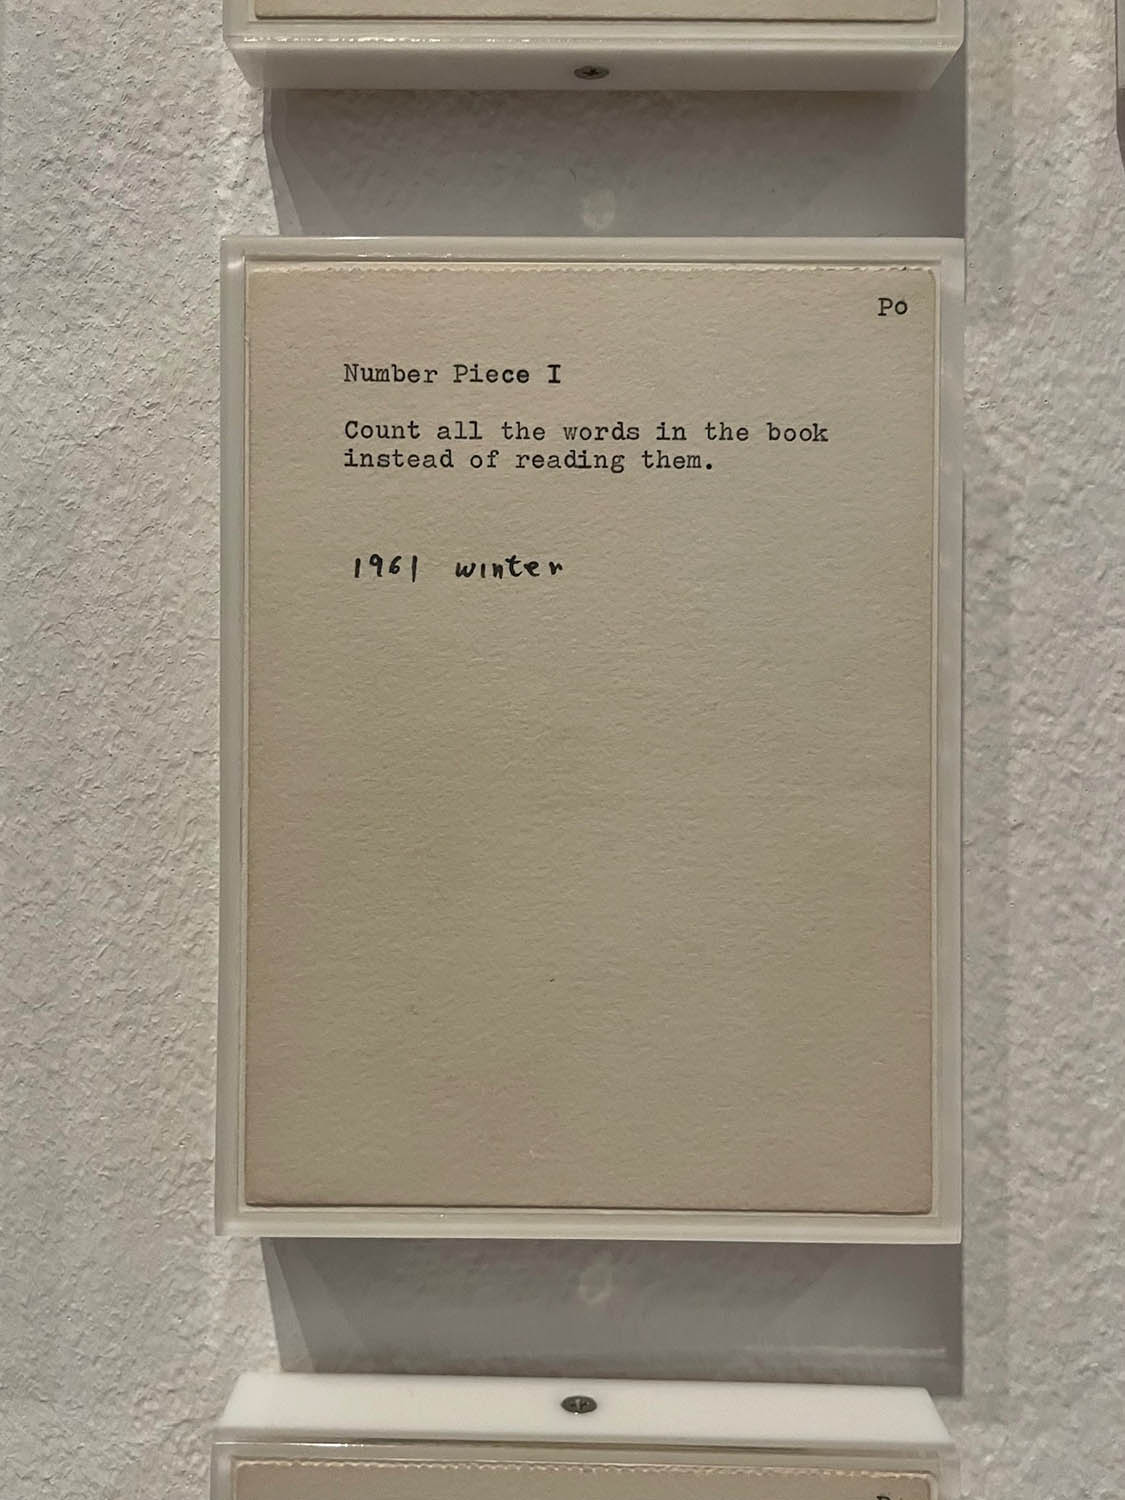 Po
Number Piece I
Count all the words in the book
instead of reading them.
1961 winter